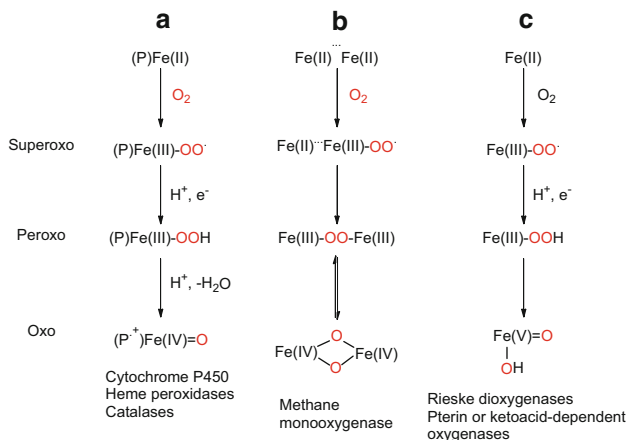 a b c
(P)Fe(II) Fe(II)···Fe(II) Fe(II)
O₂ O₂ O₂
Superoxo (P)Fe(III)-OO· Fe(II)···Fe(III)-OO· Fe(III)-OO·
H⁺, e⁻ H⁺, e⁻
Peroxo (P)Fe(III)-OOH Fe(III)-OO-Fe(III) Fe(III)-OOH
H⁺, -H₂O
Oxo (P·⁺)Fe(IV)=O Fe(IV) O O Fe(IV) Fe(V)=O
OH
Cytochrome P450
Heme peroxidases
Catalases
Methane
monooxygenase
Rieske dioxygenases
Pterin or ketoacid-dependent
oxygenases